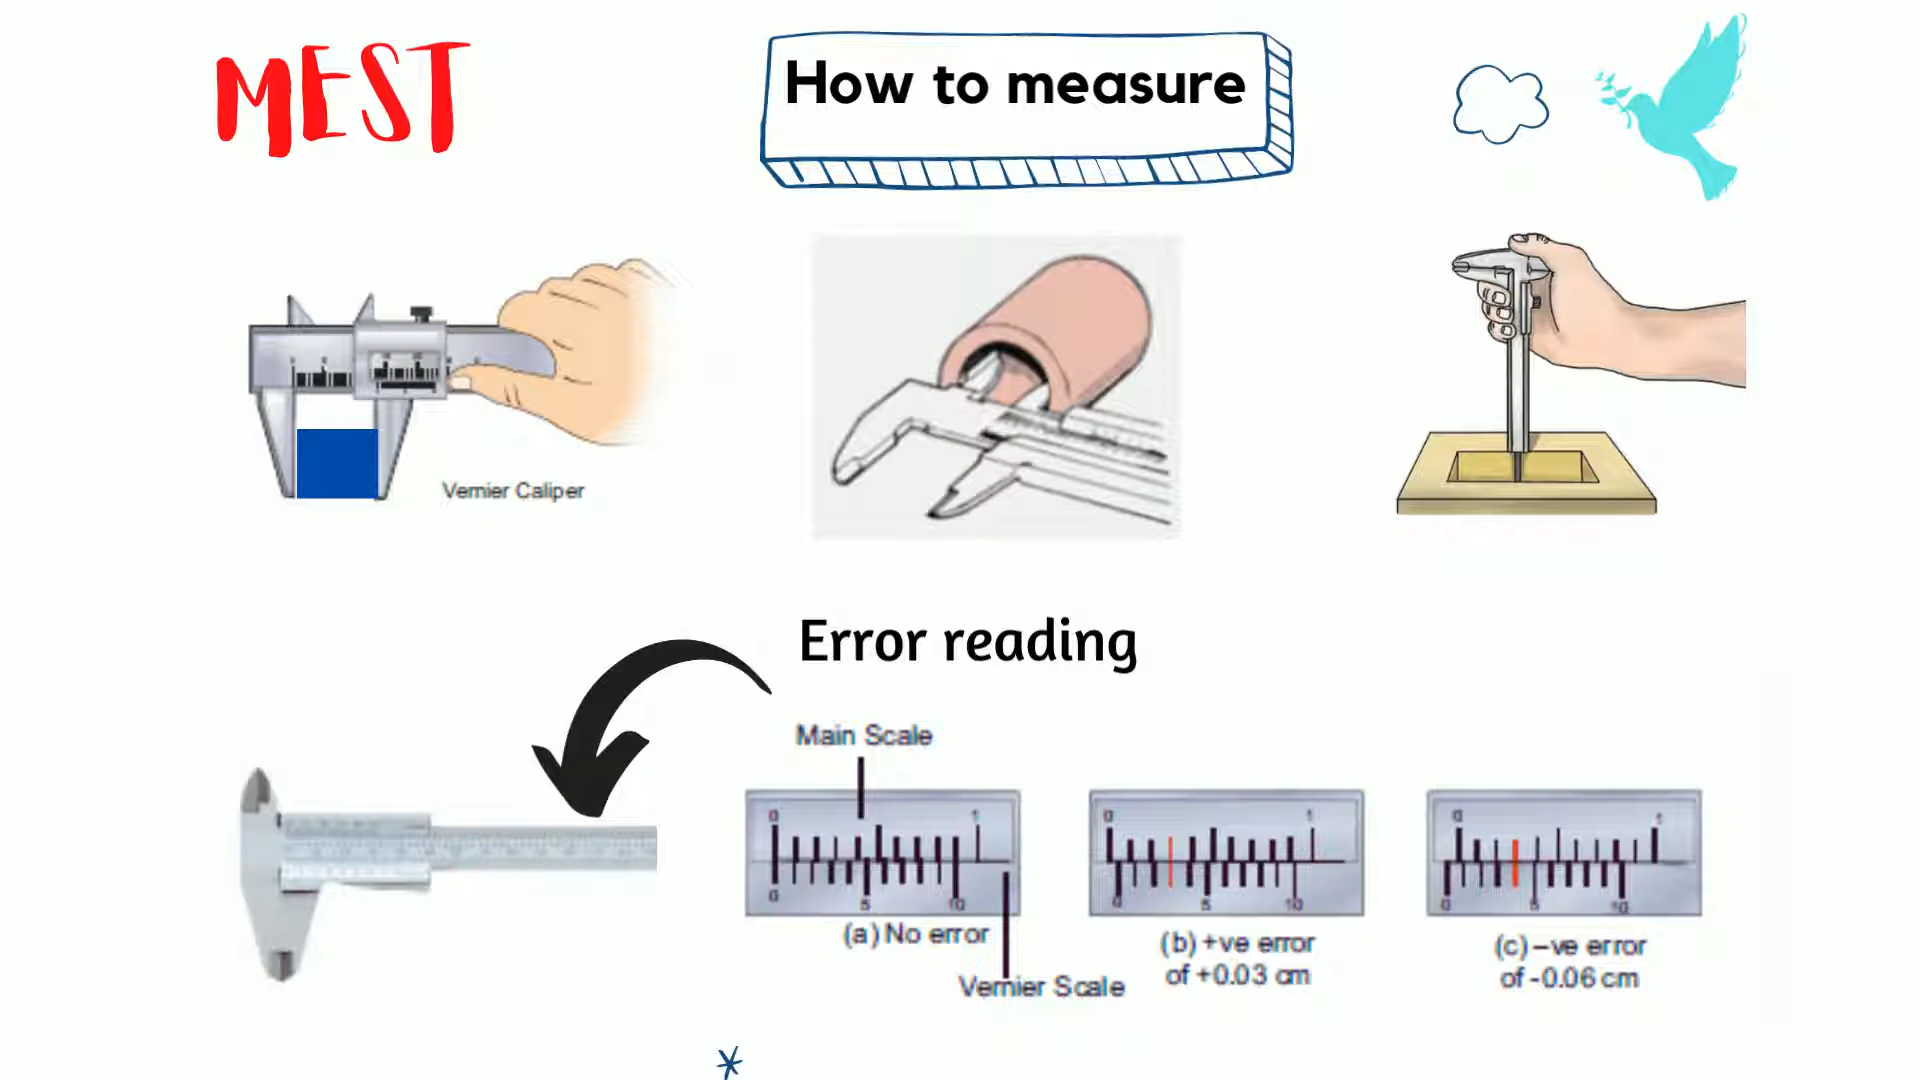 MEST
How to measure
Vernier Caliper
Error reading
Main Scale
0 1
0 5 10
(a) No error
Vernier Scale
0 1
0 5 10
(b) +ve error
of +0.03 cm
0 1
0 5 10
(c) –ve error
of -0.06 cm